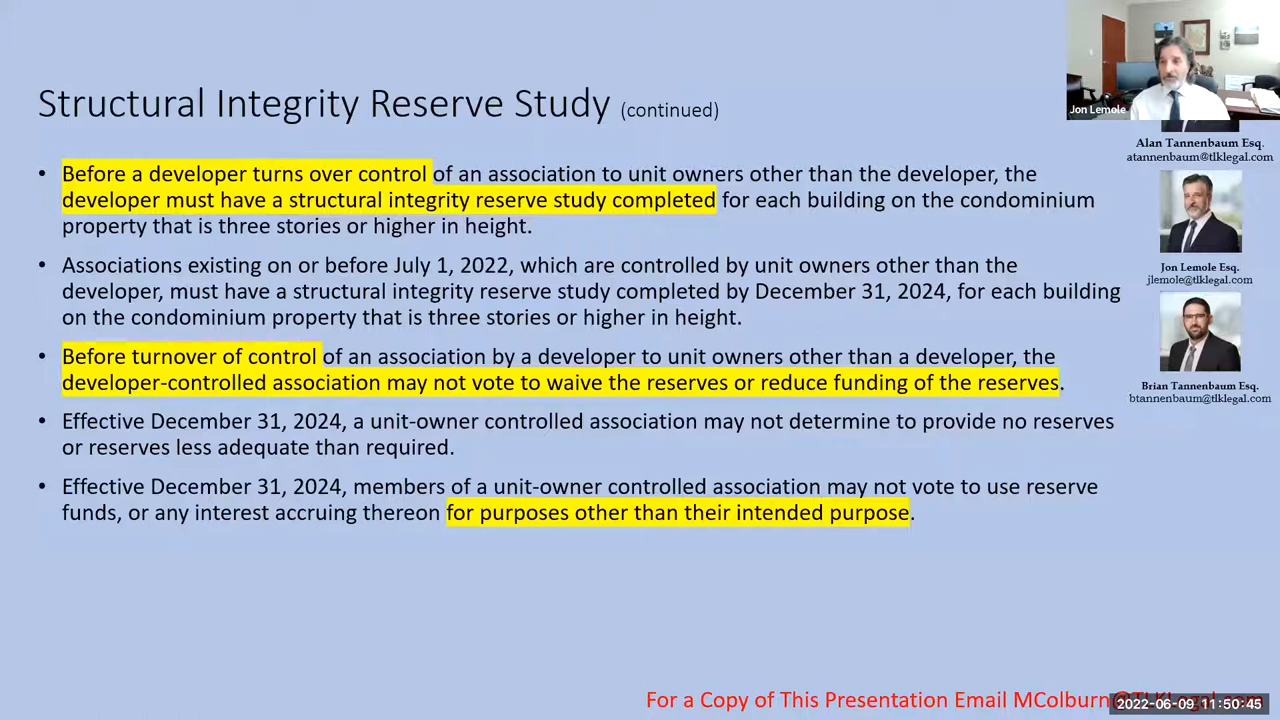 Structural Integrity Reserve Study (continued)
• Before a developer turns over control of an association to unit owners other than the developer, the
developer must have a structural integrity reserve study completed for each building on the condominium
property that is three stories or higher in height.
• Associations existing on or before July 1, 2022, which are controlled by unit owners other than the
developer, must have a structural integrity reserve study completed by December 31, 2024, for each building
on the condominium property that is three stories or higher in height.
• Before turnover of control of an association by a developer to unit owners other than a developer, the
developer-controlled association may not vote to waive the reserves or reduce funding of the reserves.
• Effective December 31, 2024, a unit-owner controlled association may not determine to provide no reserves
or reserves less adequate than required.
• Effective December 31, 2024, members of a unit-owner controlled association may not vote to use reserve
funds, or any interest accruing thereon for purposes other than their intended purpose.
Jon Lemole
Alan Tannenbaum Esq.
atannenbaum@tlklegal.com
Jon Lemole Esq.
jlemole@tlklegal.com
Brian Tannenbaum Esq.
btannenbaum@tlklegal.com
For a Copy of This Presentation Email
2022-06-09, 11:50:45